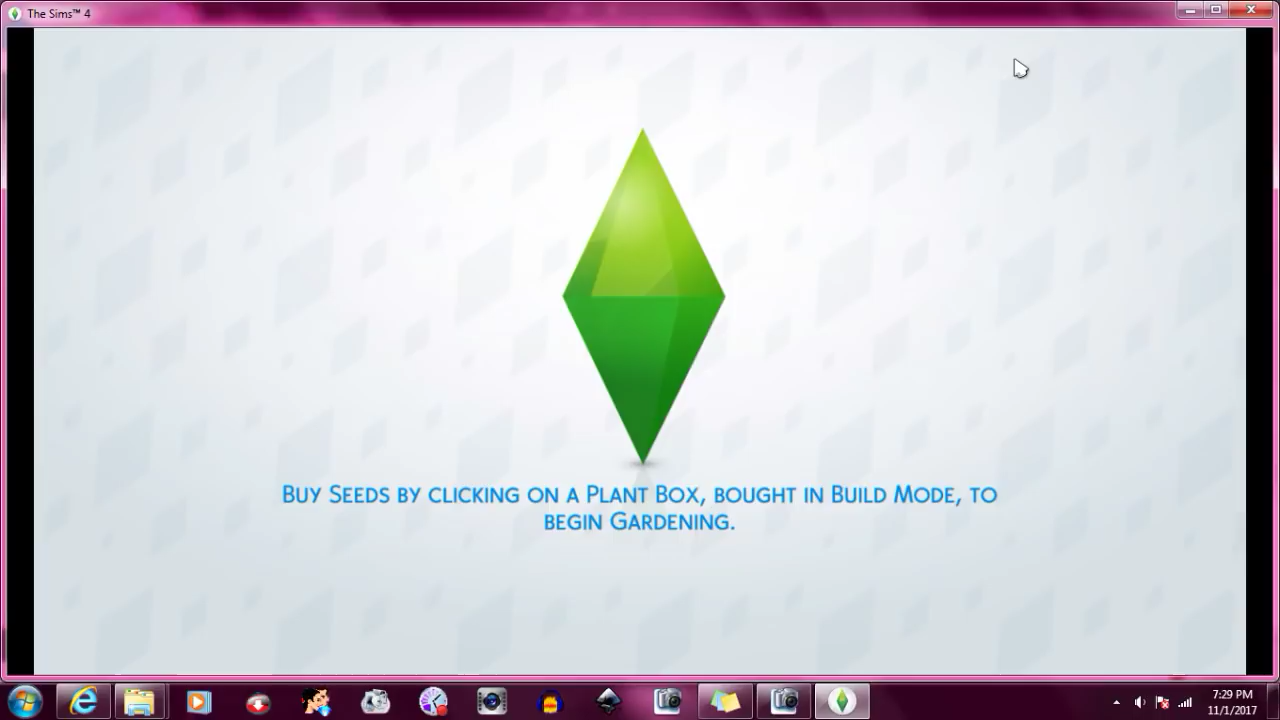 The Sims™ 4
BUY SEEDS BY CLICKING ON A PLANT BOX, BOUGHT IN BUILD MODE, TO
BEGIN GARDENING.
7:29 PM
11/1/2017